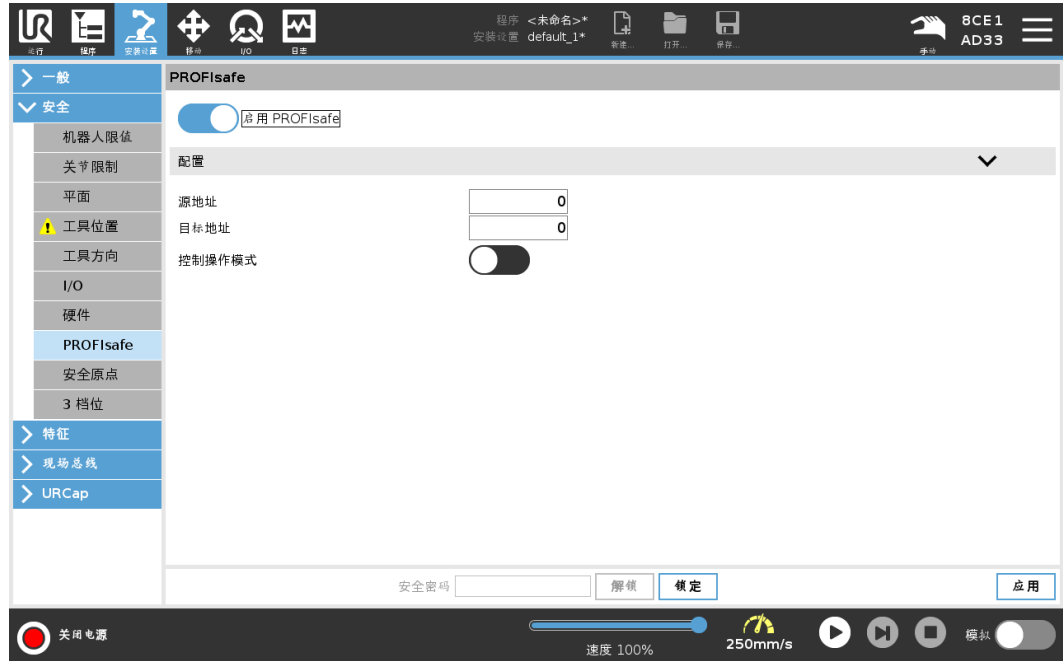 UR
运行
程序
安装设置
移动
I/O
日志
程序 <未命名>*
安装设置 default_1*
新建...
打开...
保存...
手动
8CE1
AD33
一般
安全
机器人限值
关节限制
平面
工具位置
工具方向
I/O
硬件
PROFIsafe
安全原点
3 档位
特征
现场总线
URCap
PROFIsafe
启用 PROFIsafe
配置
源地址
0
目标地址
0
控制操作模式
安全密码
解锁
锁定
应用
关闭电源
速度 100%
250mm/s
模拟